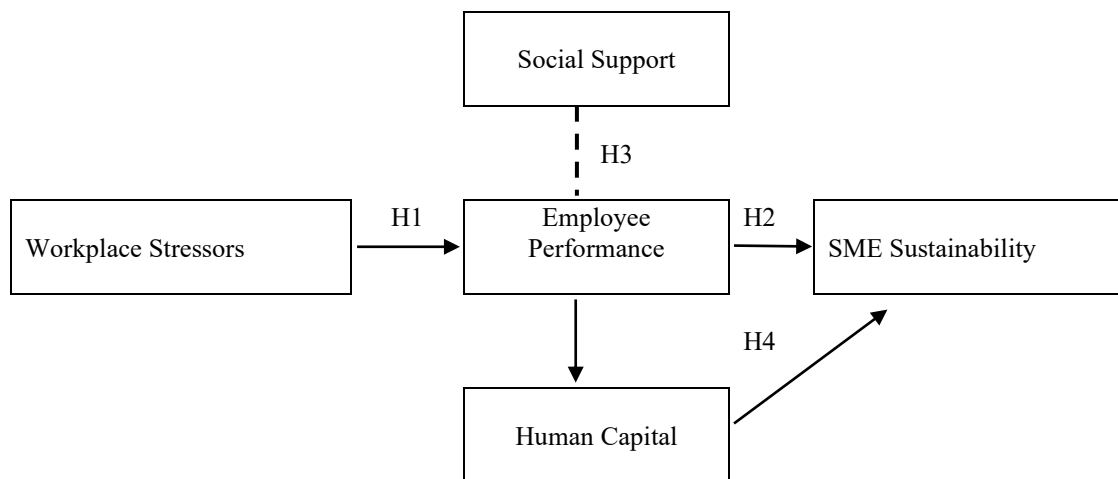 Social Support
H3
H1
Employee
Performance
H2
Workplace Stressors
SME Sustainability
H4
Human Capital